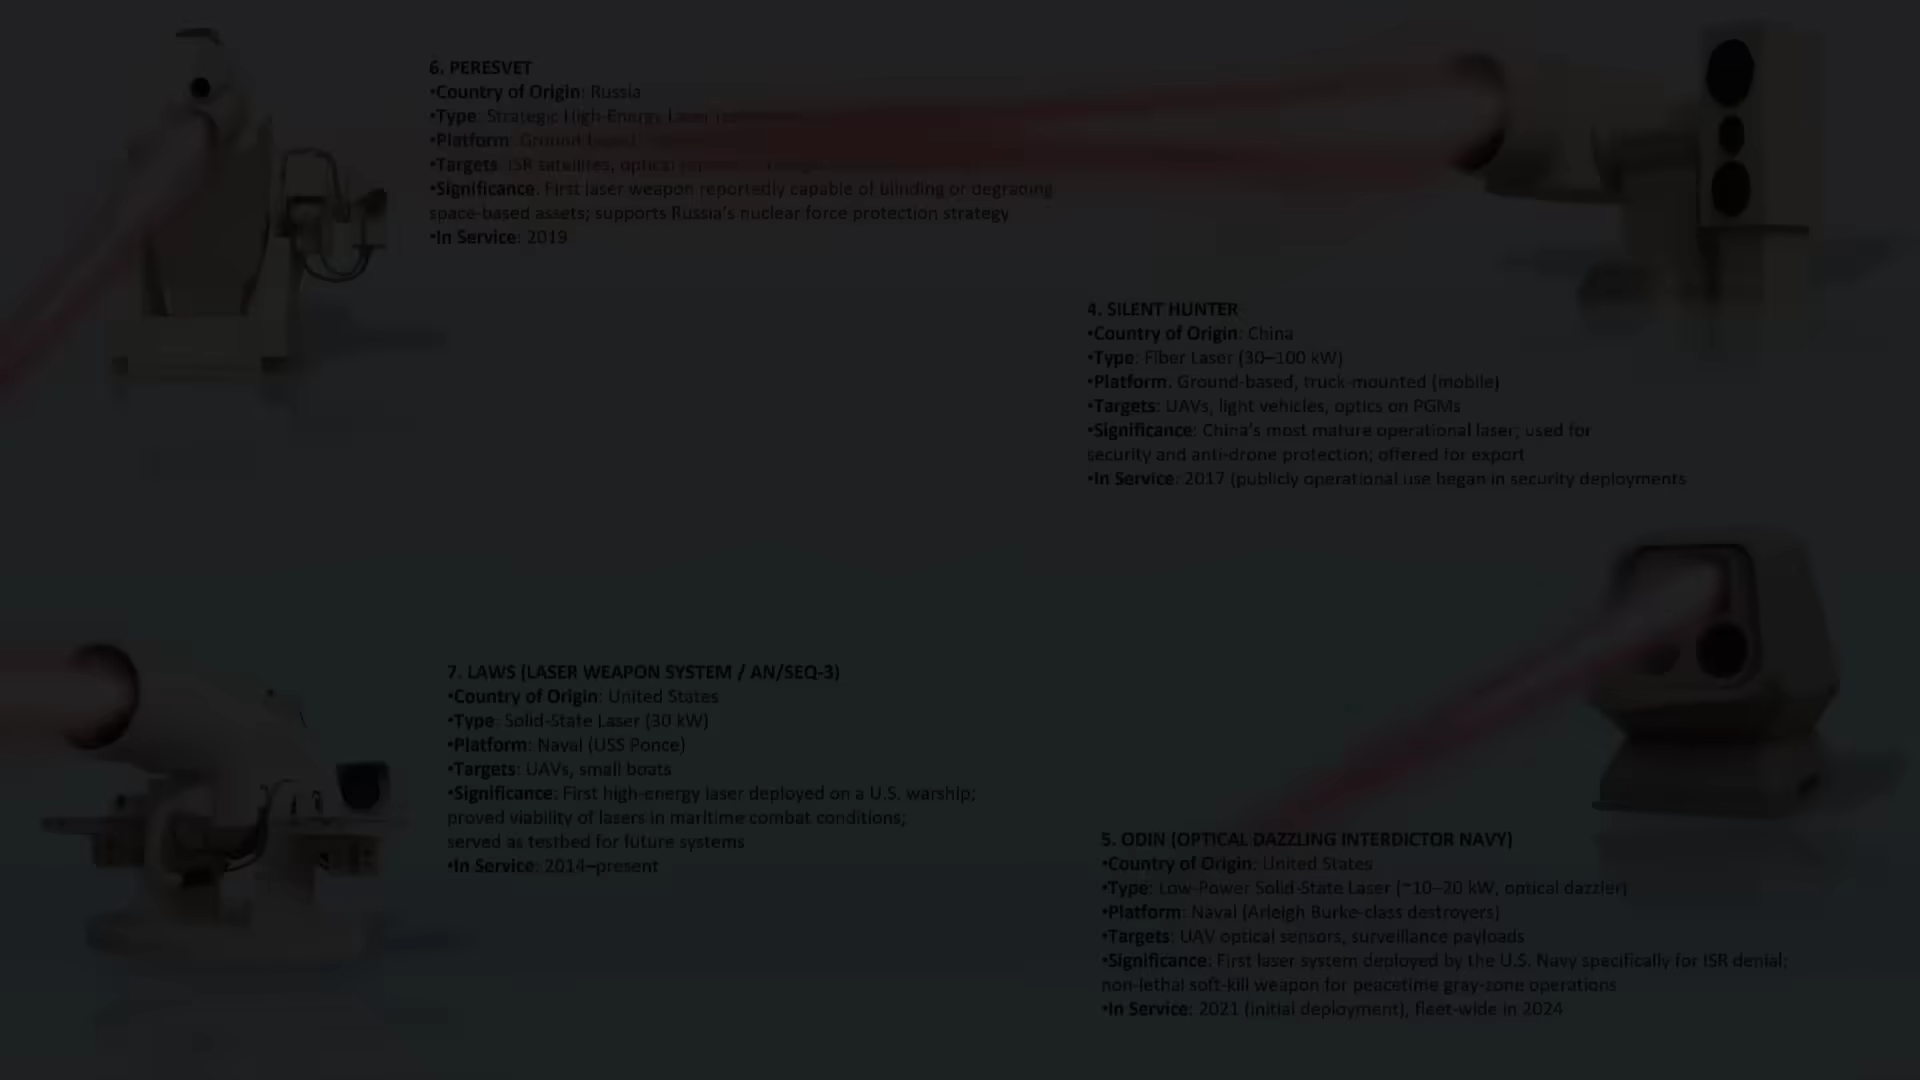 6. PERESVET
•Country of Origin: Russia
•Type: Strategic High-Energy Laser
•Platform: Ground-based
•Targets: ISR satellites, optical
•Significance: First laser weapon reportedly capable of blinding or degrading
space-based assets; supports Russia's nuclear force protection strategy
•In Service: 2019
4. SILENT HUNTER
•Country of Origin: China
•Type: Fiber Laser (30–100 kW)
•Platform: Ground-based, truck-mounted (mobile)
•Targets: UAVs, light vehicles, optics on PGMs
•Significance: China's most mature operational laser; used for
security and anti-drone protection; offered for export
•In Service: 2017 (publicly operational use began in security deployments
7. LAWS (LASER WEAPON SYSTEM / AN/SEQ-3)
•Country of Origin: United States
•Type: Solid-State Laser (30 kW)
•Platform: Naval (USS Ponce)
•Targets: UAVs, small boats
•Significance: First high-energy laser deployed on a U.S. warship;
proved viability of lasers in maritime combat conditions;
served as testbed for future systems
•In Service: 2014–present
5. ODIN (OPTICAL DAZZLING INTERDICTOR NAVY)
•Country of Origin: United States
•Type: Low-Power Solid-State Laser (~10–20 kW, optical dazzler)
•Platform: Naval (Arleigh Burke-class destroyers)
•Targets: UAV optical sensors, surveillance payloads
•Significance: First laser system deployed by the U.S. Navy specifically for ISR denial;
non-lethal soft-kill weapon for peacetime gray-zone operations
•In Service: 2021 (initial deployment), fleet-wide in 2024